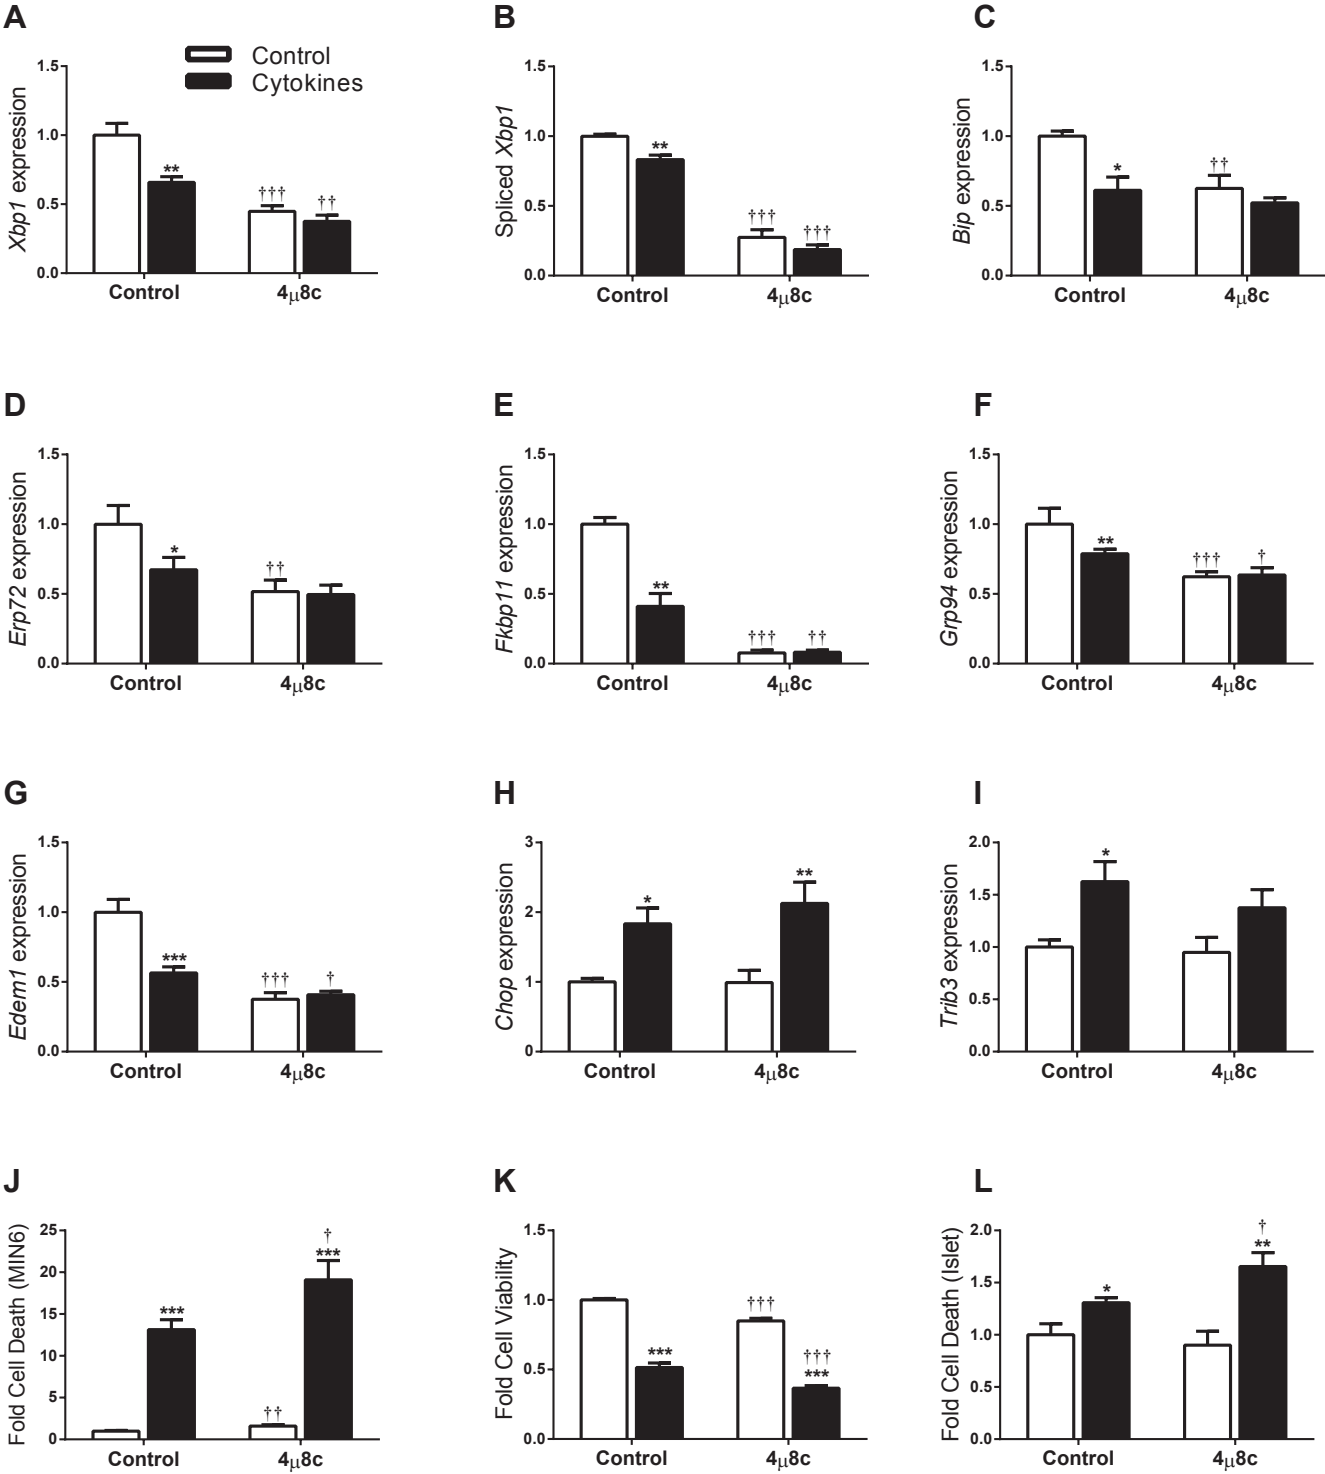 A
Control
Cytokines
Xbp1 expression
1.5
1.0
0.5
0.0
**
†††
††
Control
4μ8c
B
Spliced Xbp1
1.5
1.0
0.5
0.0
**
†††
†††
Control
4μ8c
C
Bip expression
1.5
1.0
0.5
0.0
*
††
Control
4μ8c
D
Erp72 expression
1.5
1.0
0.5
0.0
*
††
Control
4μ8c
E
Fkbp11 expression
1.5
1.0
0.5
0.0
**
†††
††
Control
4μ8c
F
Grp94 expression
1.5
1.0
0.5
0.0
**
†††
†
Control
4μ8c
G
Edem1 expression
1.5
1.0
0.5
0.0
***
†††
†
Control
4μ8c
H
Chop expression
3
2
1
0
*
**
Control
4μ8c
I
Trib3 expression
2.0
1.5
1.0
0.5
0.0
*
Control
4μ8c
J
Fold Cell Death (MIN6)
25
20
15
10
5
0
***
††
†
***
Control
4μ8c
K
Fold Cell Viability
1.5
1.0
0.5
0.0
***
†††
†††
***
Control
4μ8c
L
Fold Cell Death (Islet)
2.0
1.5
1.0
0.5
0.0
*
†
**
Control
4μ8c